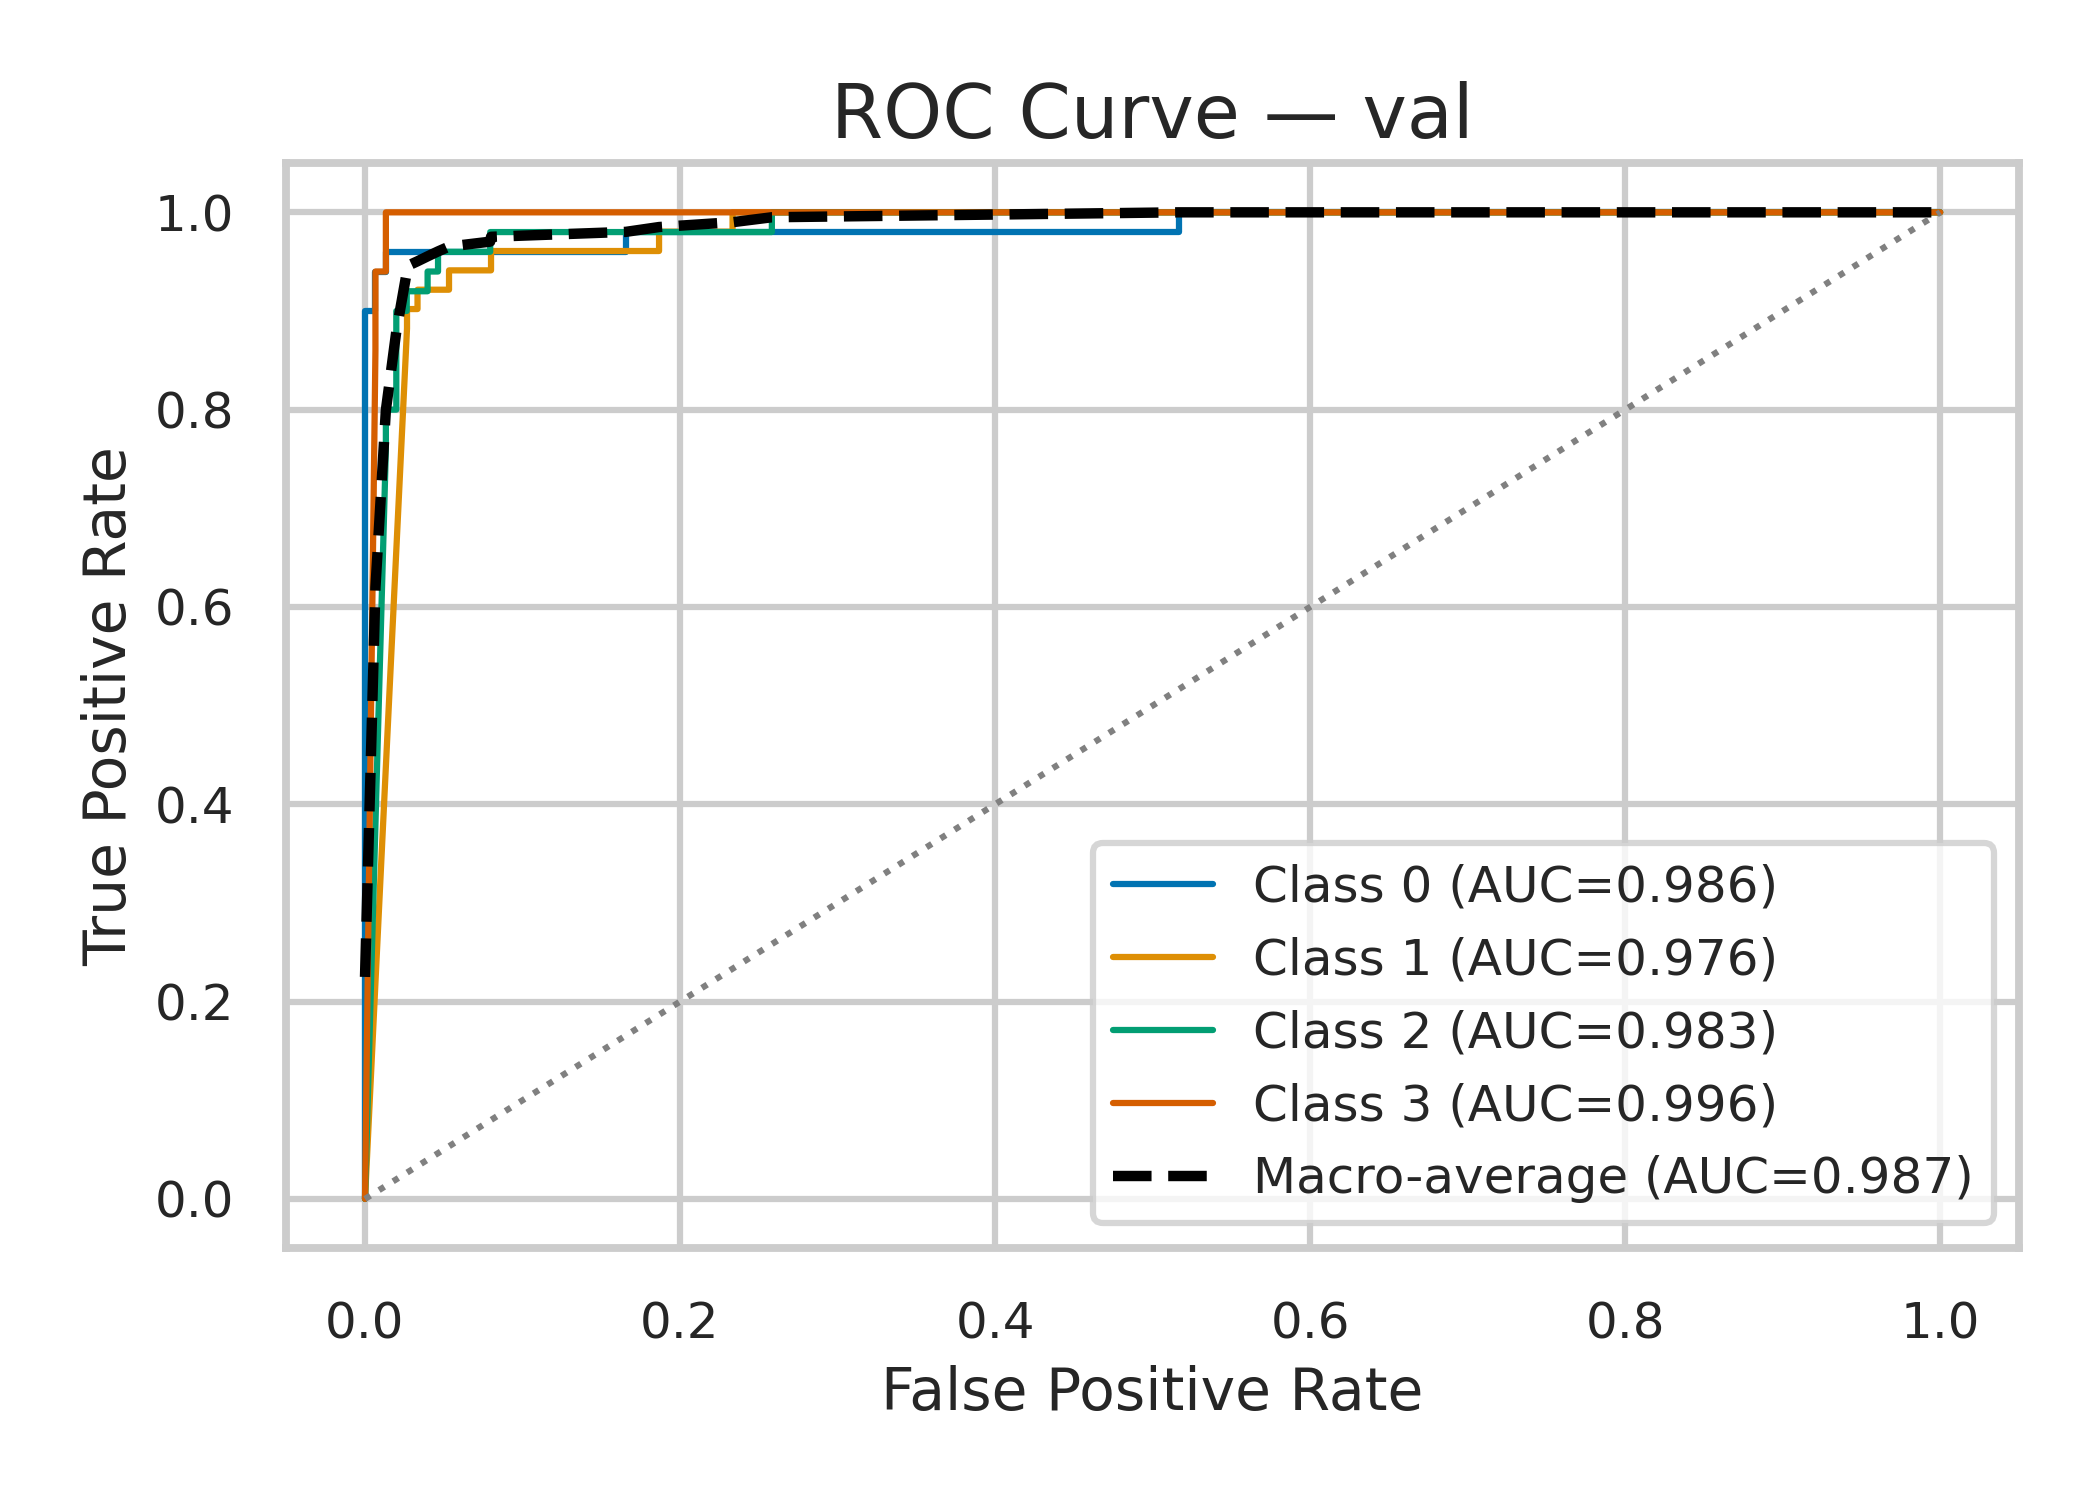 ROC Curve — val
1.0
0.8
0.6
0.4
0.2
0.0
True Positive Rate
Class 0 (AUC=0.986)
Class 1 (AUC=0.976)
Class 2 (AUC=0.983)
Class 3 (AUC=0.996)
Macro-average (AUC=0.987)
0.0 0.2 0.4 0.6 0.8 1.0
False Positive Rate